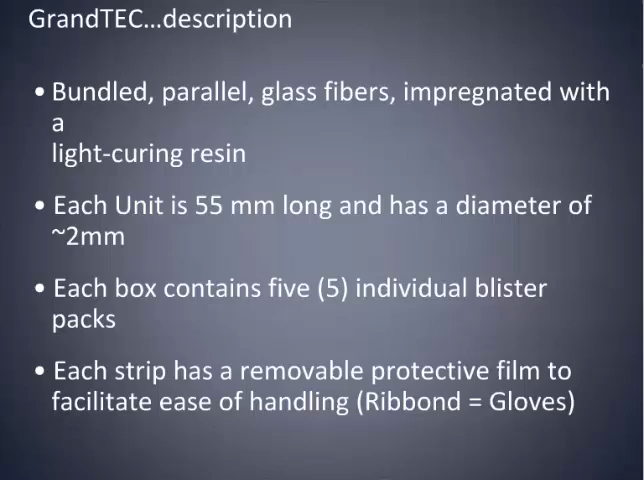 GrandTEC...description
• Bundled, parallel, glass fibers, impregnated with
a
light-curing resin
• Each Unit is 55 mm long and has a diameter of
~2mm
• Each box contains five (5) individual blister
packs
• Each strip has a removable protective film to
facilitate ease of handling (Ribbond = Gloves)